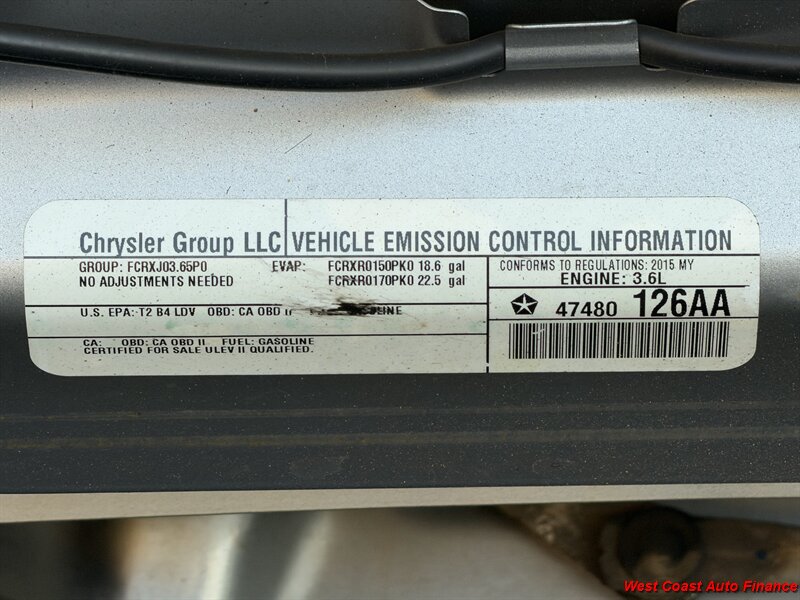 Chrysler Group LLC VEHICLE EMISSION CONTROL INFORMATION
GROUP: FCRXJ03.65P0 EVAP: FCRXR0150PK0 18.6 gal
NO ADJUSTMENTS NEEDED FCRXR0170PK0 22.5 gal
CONFORMS TO REGULATIONS: 2015 MY
ENGINE: 3.6L
U.S. EPA: T2 B4 LDV OBD: CA OBD II
47480 126AA
CA: OBD: CA OBD II FUEL: GASOLINE
CERTIFIED FOR SALE ULEV II QUALIFIED.
West Coast Auto Finance